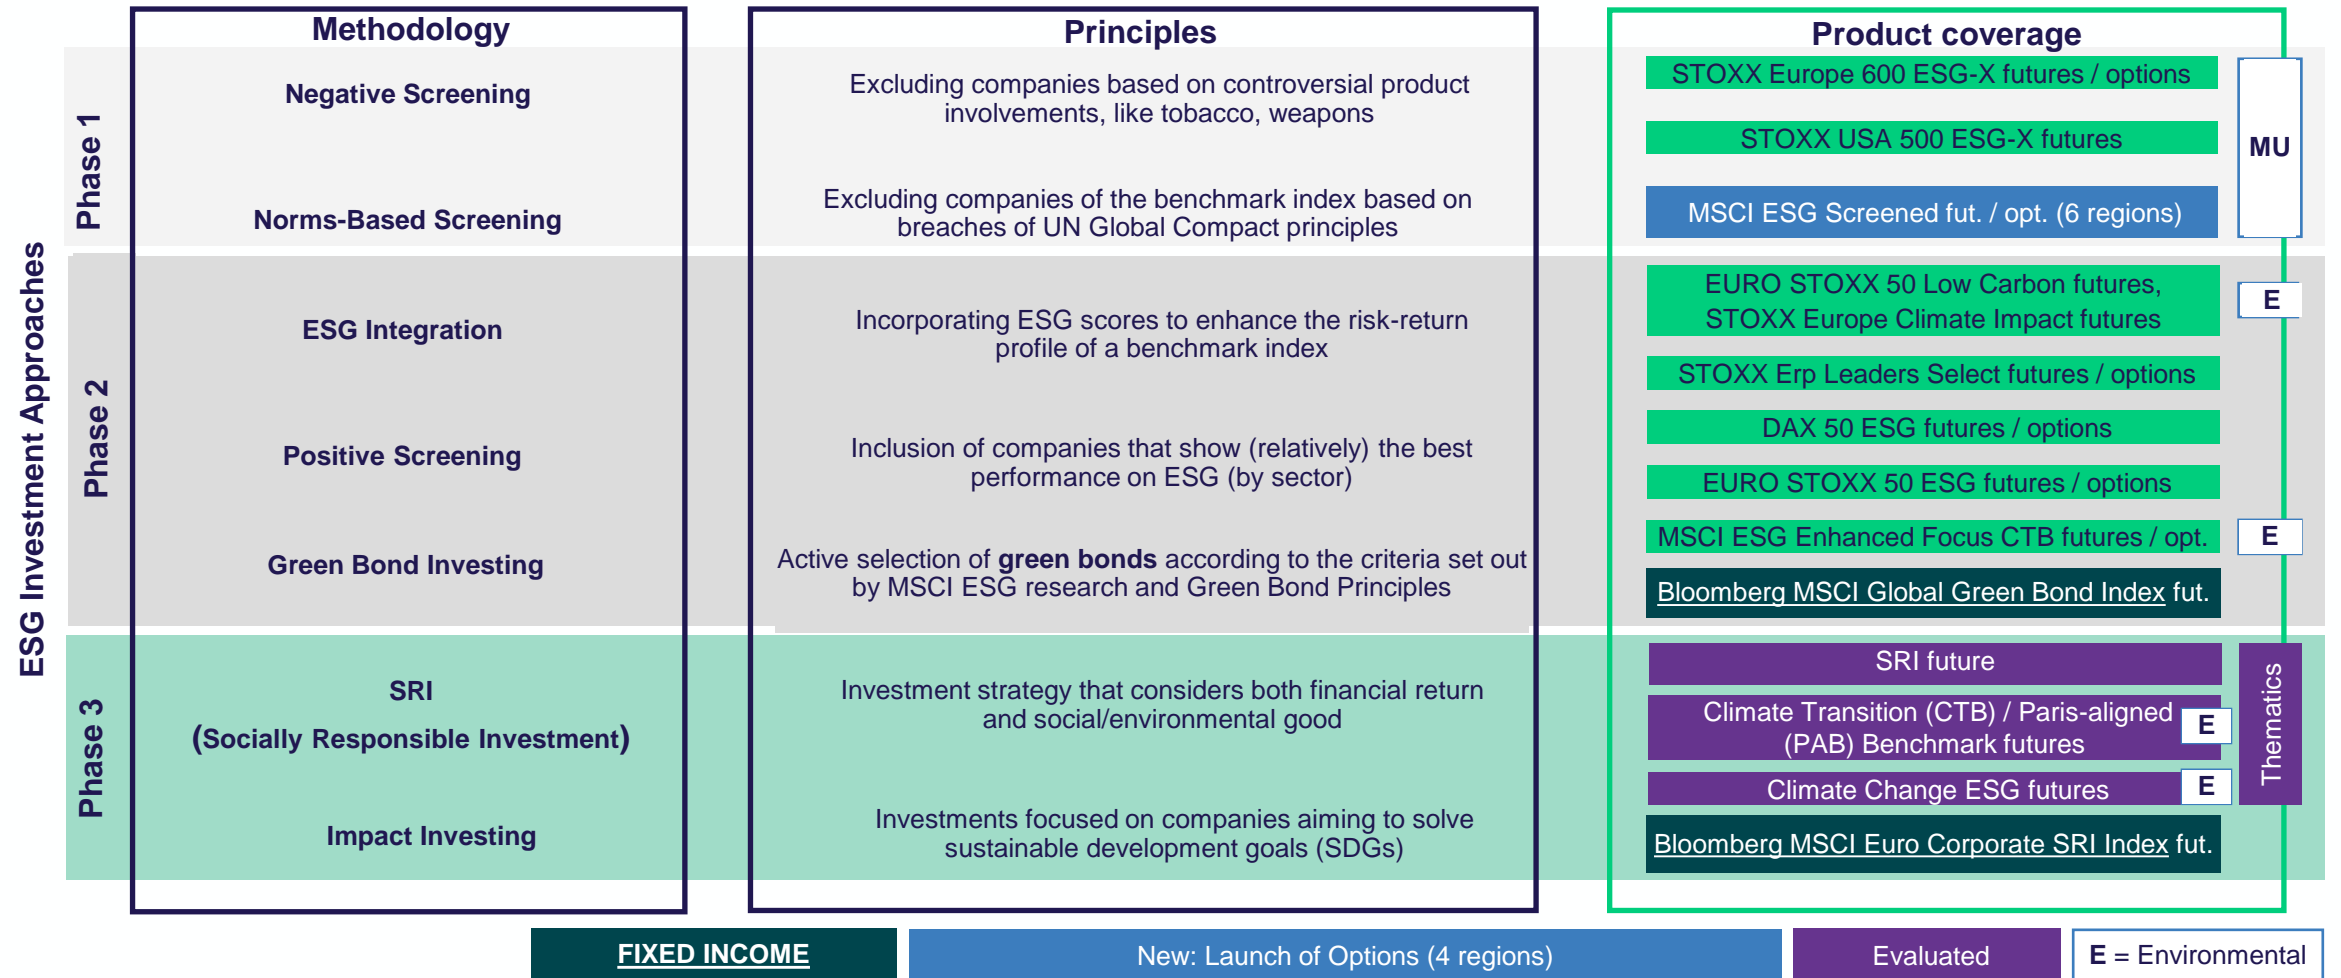 Methodology
Principles
Product coverage
ESG Investment Approaches
Phase 1
Negative Screening
Excluding companies based on controversial product
involvements, like tobacco, weapons
STOXX Europe 600 ESG-X futures / options
STOXX USA 500 ESG-X futures
MU
Norms-Based Screening
Excluding companies of the benchmark index based on
breaches of UN Global Compact principles
MSCI ESG Screened fut. / opt. (6 regions)
Phase 2
ESG Integration
Incorporating ESG scores to enhance the risk-return
profile of a benchmark index
EURO STOXX 50 Low Carbon futures,
STOXX Europe Climate Impact futures
E
STOXX Erp Leaders Select futures / options
Positive Screening
Inclusion of companies that show (relatively) the best
performance on ESG (by sector)
DAX 50 ESG futures / options
EURO STOXX 50 ESG futures / options
Green Bond Investing
Active selection of green bonds according to the criteria set out
by MSCI ESG research and Green Bond Principles
MSCI ESG Enhanced Focus CTB futures / opt.
E
Bloomberg MSCI Global Green Bond Index fut.
Phase 3
SRI
(Socially Responsible Investment)
Investment strategy that considers both financial return
and social/environmental good
SRI future
Climate Transition (CTB) / Paris-aligned
(PAB) Benchmark futures
E
Thematics
Climate Change ESG futures
E
Impact Investing
Investments focused on companies aiming to solve
sustainable development goals (SDGs)
Bloomberg MSCI Euro Corporate SRI Index fut.
FIXED INCOME
New: Launch of Options (4 regions)
Evaluated
E = Environmental